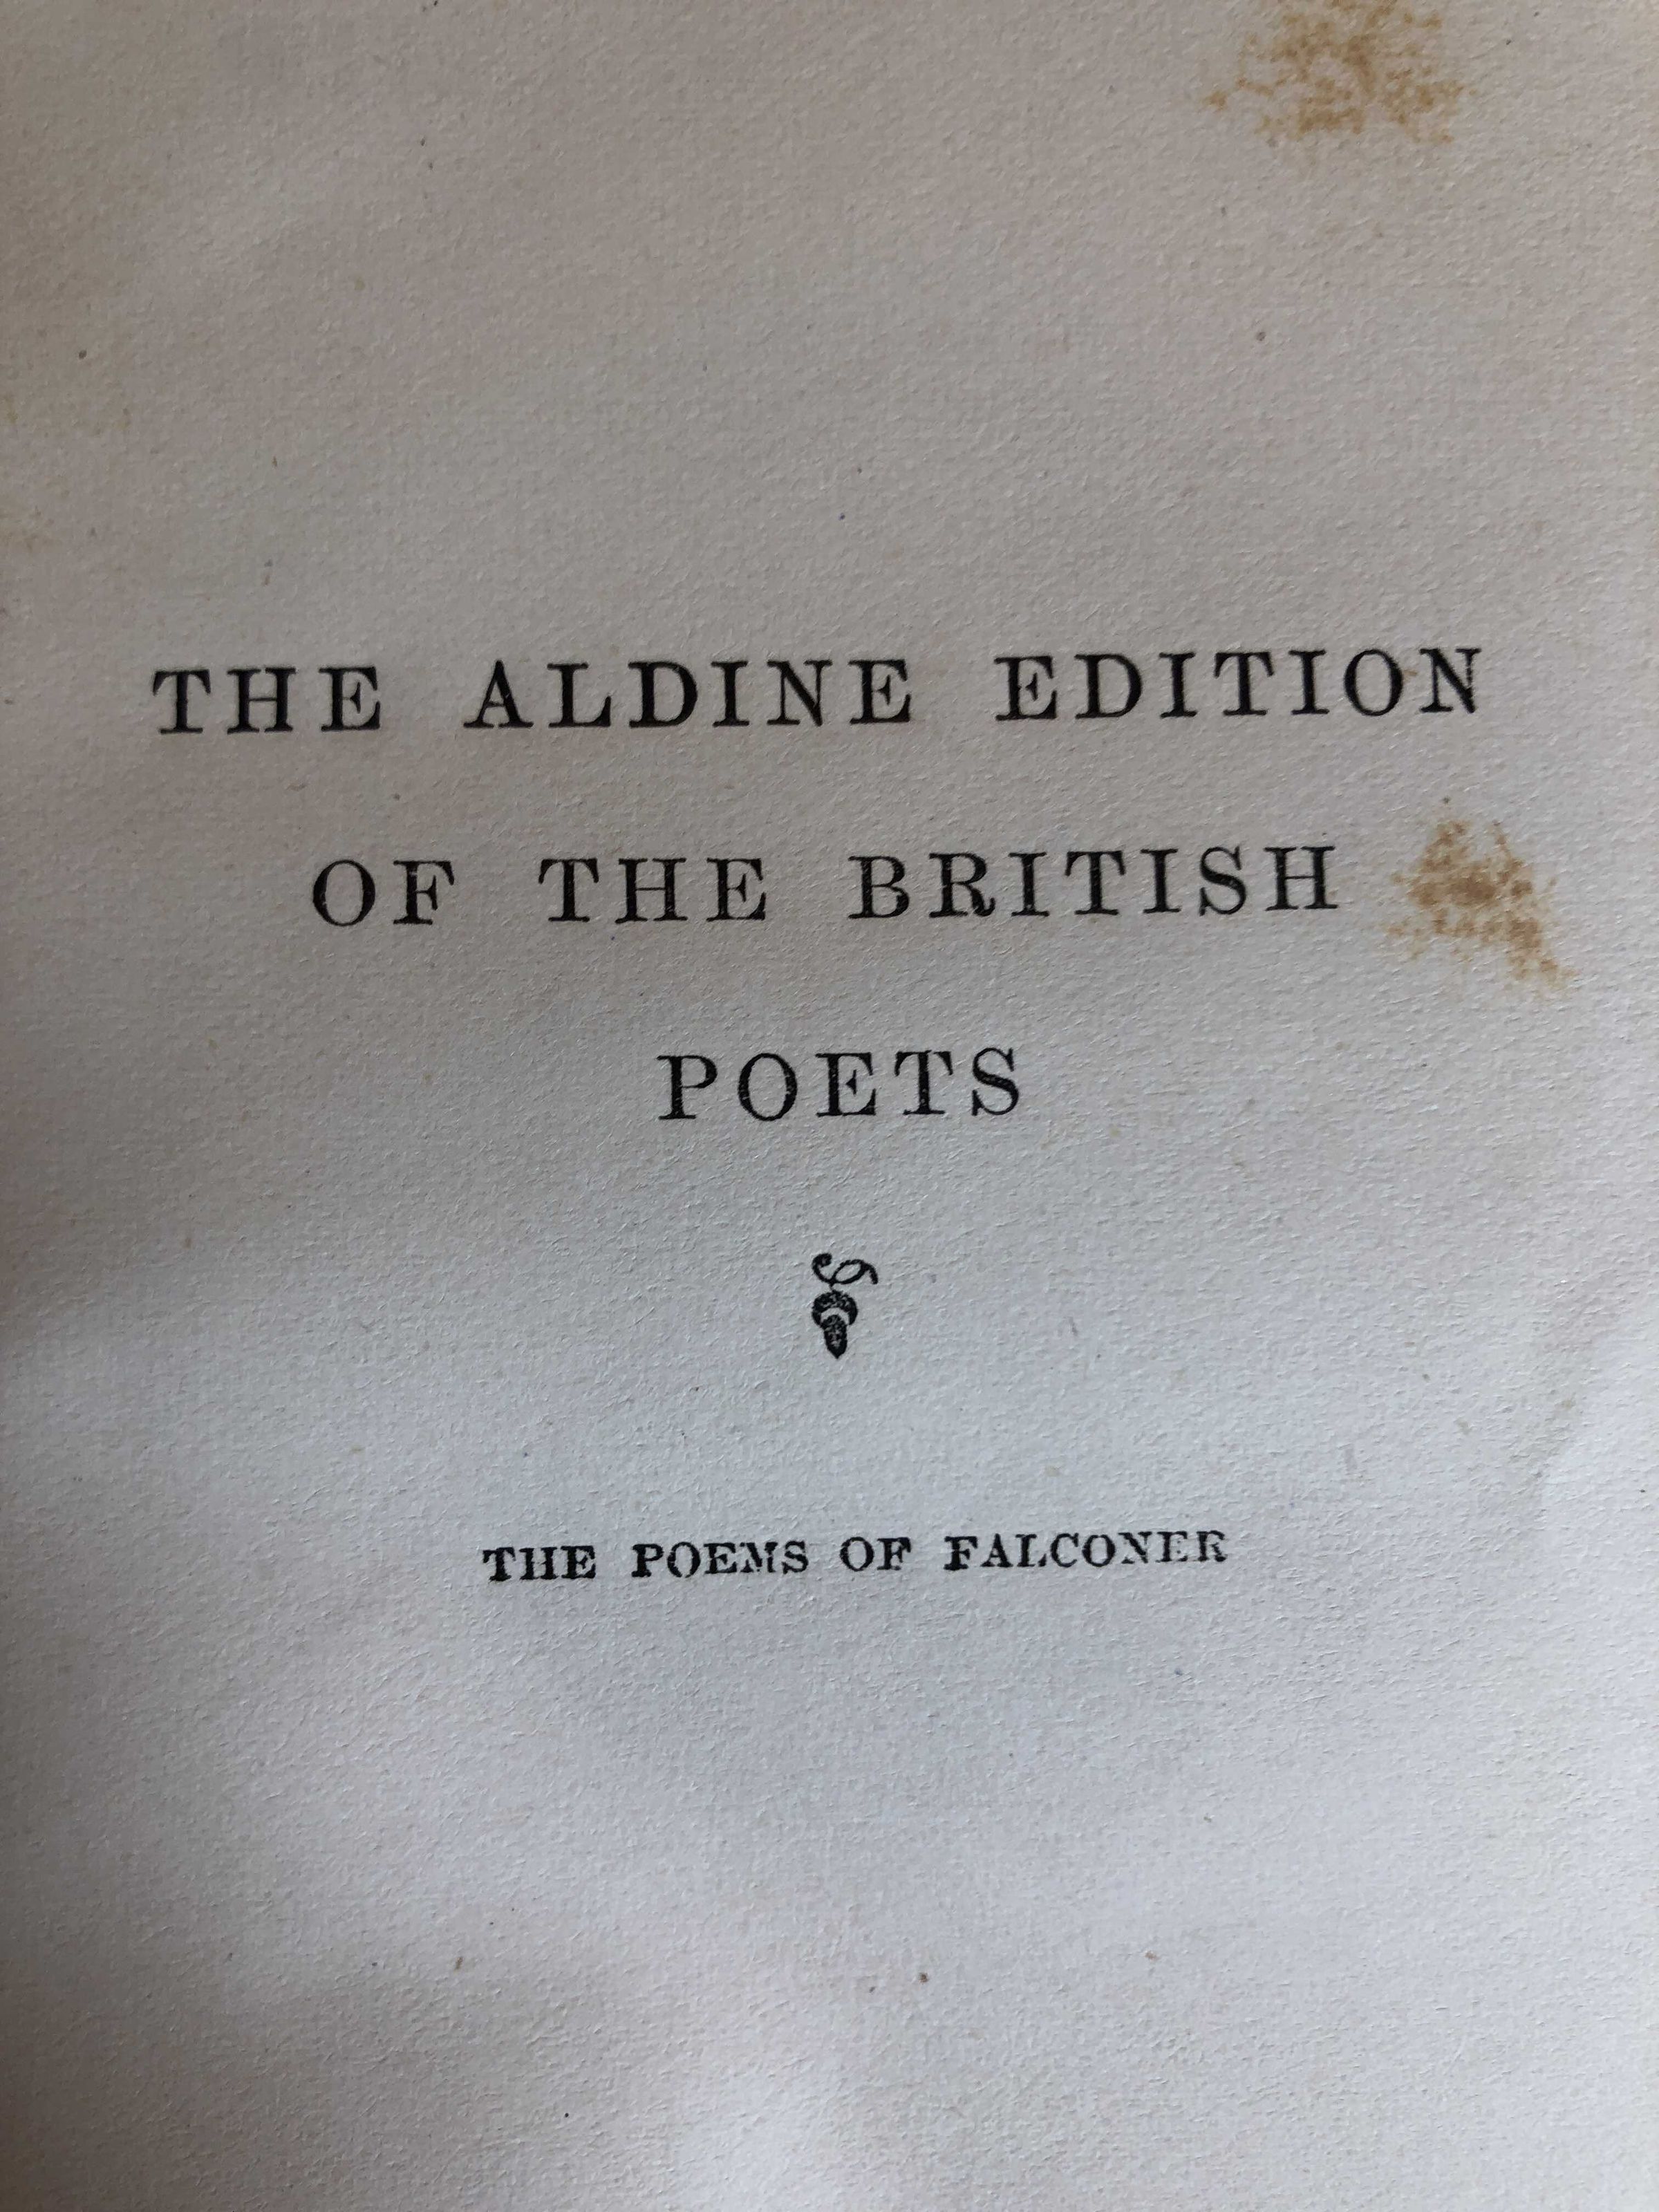 THE ALDINE EDITION
OF THE BRITISH
POETS
THE POEMS OF FALCONER